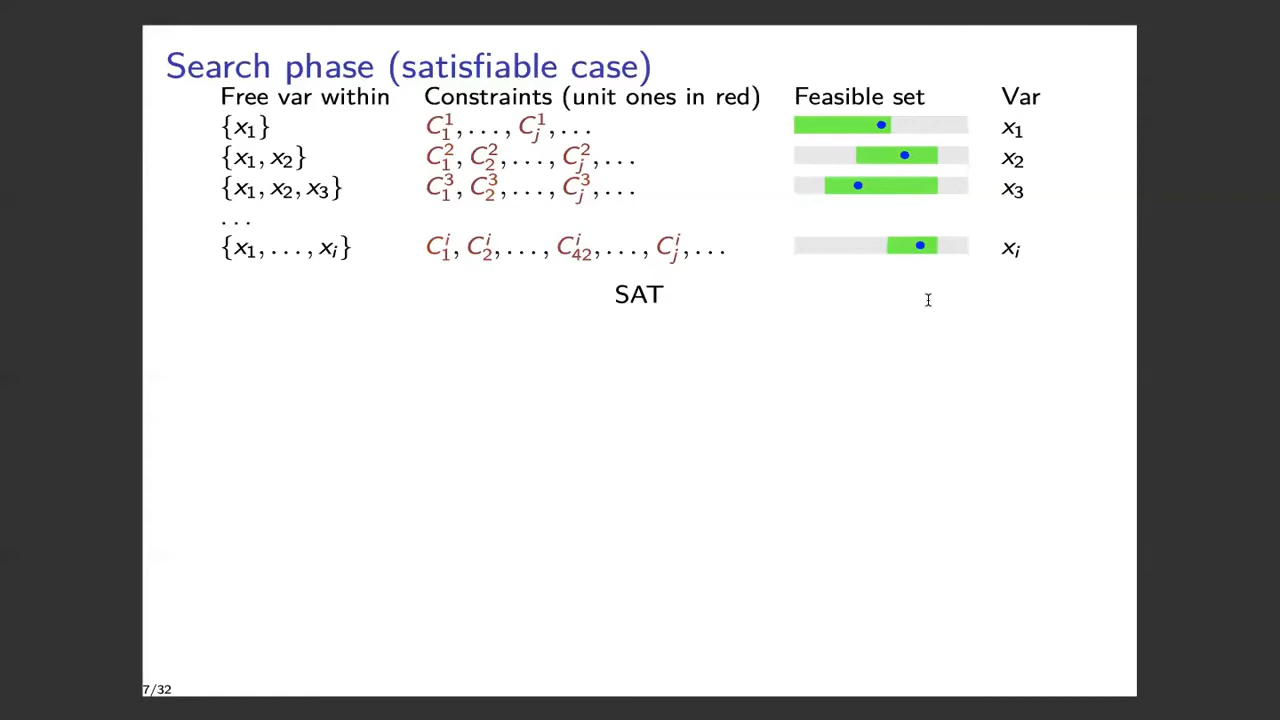 Search phase (satisfiable case)
Free var within Constraints (unit ones in red) Feasible set Var
{x₁} C₁¹, . . . , Cⱼ¹, . . . x₁
{x₁, x₂} C₁², C₂², . . . , Cⱼ², . . . x₂
{x₁, x₂, x₃} C₁³, C₂³, . . . , Cⱼ³, . . . x₃
. . .
{x₁, . . . , xᵢ} C₁ⁱ, C₂ⁱ, . . . , C₄₂ⁱ, . . . , Cⱼⁱ, . . . xᵢ
SAT
7/32